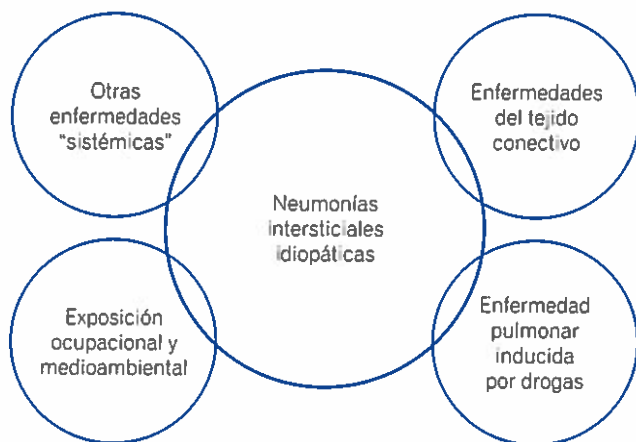 Otras
enfermedades
"sistémicas"
Enfermedades
del tejido
conectivo
Neumonías
intersticiales
idiopáticas
Exposición
ocupacional y
medioambiental
Enfermedad
pulmonar
inducida
por drogas